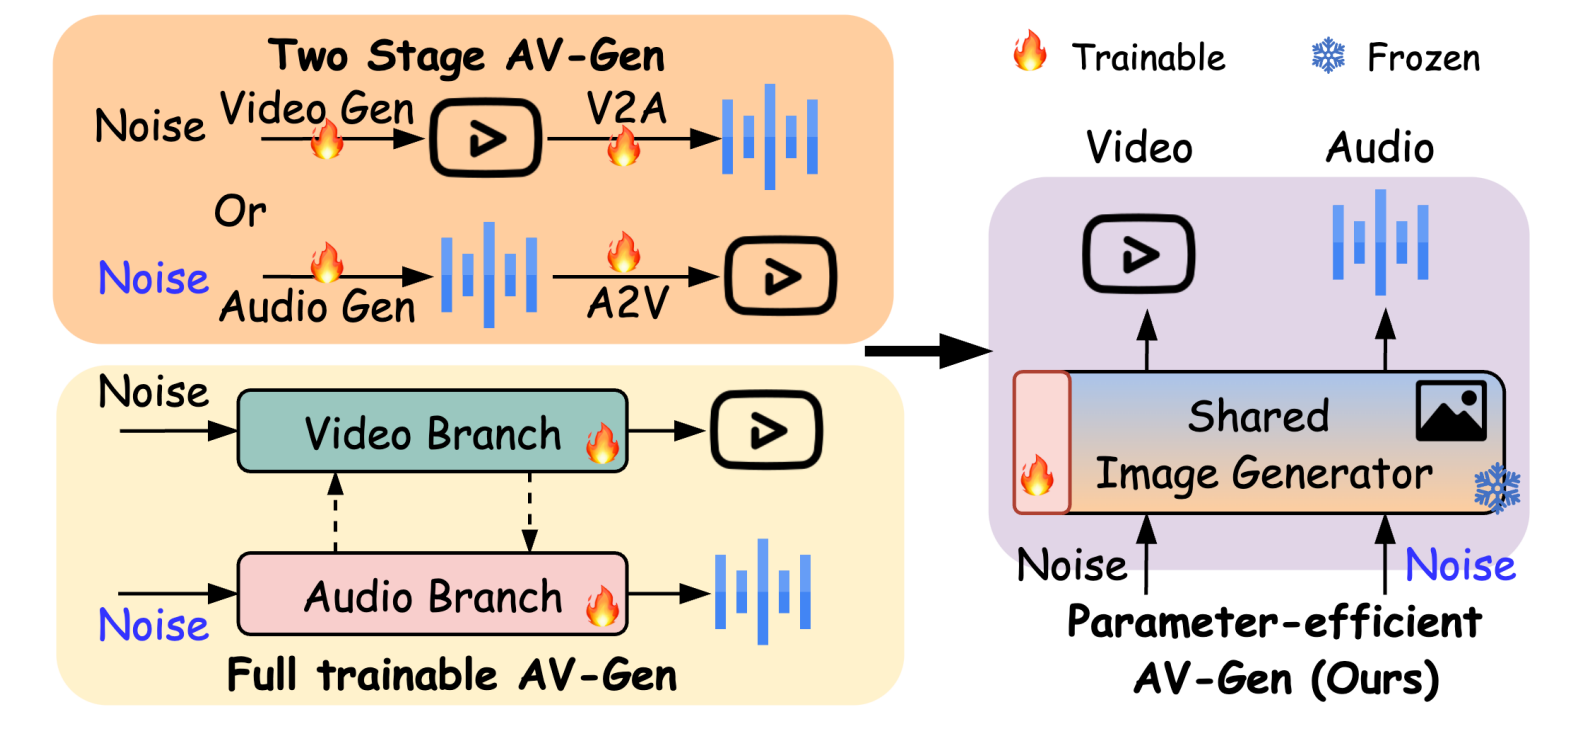 Two Stage AV-Gen
Noise
Video Gen
V2A
Or
Noise
Audio Gen
A2V
Noise
Video Branch
Audio Branch
Noise
Full trainable AV-Gen
Trainable
Frozen
Video
Audio
Shared
Image Generator
Noise
Noise
Parameter-efficient
AV-Gen (Ours)